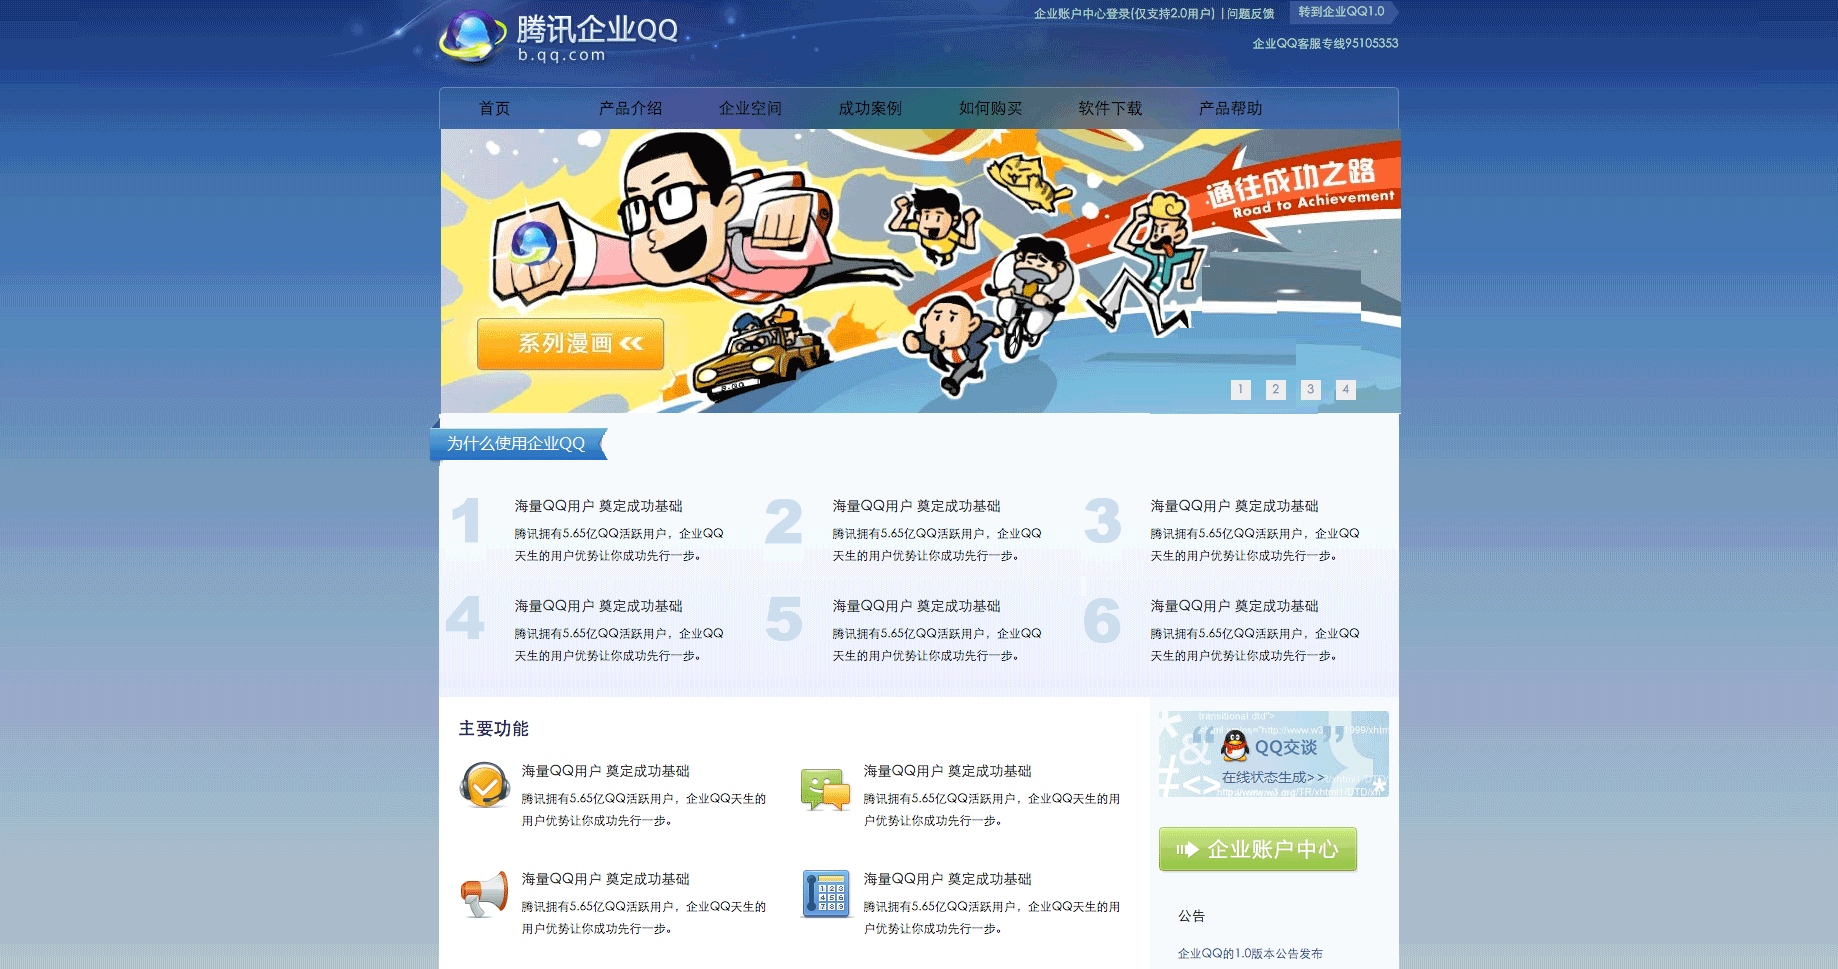 腾讯企业QQ
b.qq.com
企业账户中心登录(仅支持2.0用户) | 问题反馈
转到企业QQ1.0
企业QQ客服专线95105353
首页 产品介绍 企业空间 成功案例 如何购买 软件下载 产品帮助
通往成功之路
Road to Achievement
系列漫画
1 2 3 4
为什么使用企业QQ
1
海量QQ用户 奠定成功基础
腾讯拥有5.65亿QQ活跃用户，企业QQ
天生的用户优势让你成功先行一步。
2
海量QQ用户 奠定成功基础
腾讯拥有5.65亿QQ活跃用户，企业QQ
天生的用户优势让你成功先行一步。
3
海量QQ用户 奠定成功基础
腾讯拥有5.65亿QQ活跃用户，企业QQ
天生的用户优势让你成功先行一步。
4
海量QQ用户 奠定成功基础
腾讯拥有5.65亿QQ活跃用户，企业QQ
天生的用户优势让你成功先行一步。
5
海量QQ用户 奠定成功基础
腾讯拥有5.65亿QQ活跃用户，企业QQ
天生的用户优势让你成功先行一步。
6
海量QQ用户 奠定成功基础
腾讯拥有5.65亿QQ活跃用户，企业QQ
天生的用户优势让你成功先行一步。
主要功能
海量QQ用户 奠定成功基础
腾讯拥有5.65亿QQ活跃用户，企业QQ天生的
用户优势让你成功先行一步。
海量QQ用户 奠定成功基础
腾讯拥有5.65亿QQ活跃用户，企业QQ天生的用
户优势让你成功先行一步。
海量QQ用户 奠定成功基础
腾讯拥有5.65亿QQ活跃用户，企业QQ天生的
用户优势让你成功先行一步。
海量QQ用户 奠定成功基础
腾讯拥有5.65亿QQ活跃用户，企业QQ天生的用
户优势让你成功先行一步。
transitional.dtd">
“ QQ交谈 ”
在线状态生成>>
企业账户中心
公告
企业QQ的1.0版本公告发布